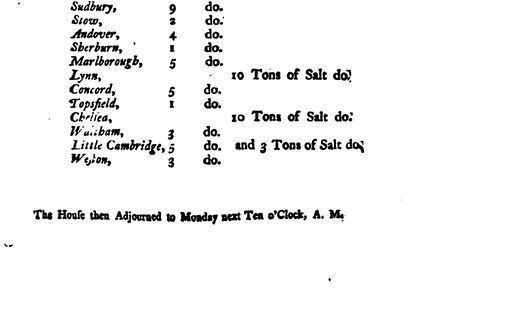 Sudbury, 9 do.
Stow, 2 do.
Andover, 4 do.
Sherburn, 1 do.
Marlborough, 5 do.
Lynn, 10 Tons of Salt do.
Concord, 5 do.
Topsfield, 1 do.
Chelsea, 10 Tons of Salt do.
Waltham, 3 do.
Little Cambridge, 5 do. and 3 Tons of Salt do.
Weston, 3 do.
The House then Adjourned to Monday next Ten o'Clock, A. M.